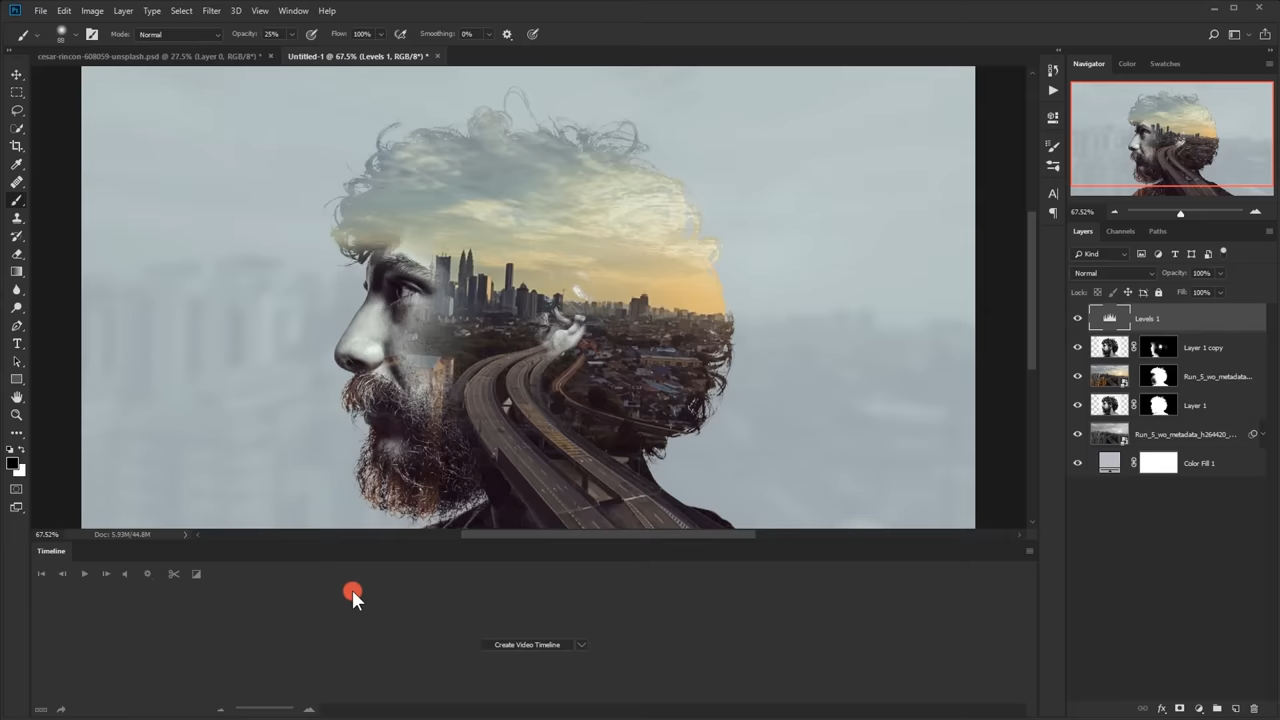 Ps File Edit Image Layer Type Select Filter 3D View Window Help
88 Mode: Normal Opacity: 25% Flow: 100% Smoothing: 0%
cesar-rincon-608059-unsplash.psd @ 27.5% (Layer 0, RGB/8*) * × Untitled-1 @ 67.5% (Levels 1, RGB/8*) * ×
Navigator Color Swatches
67.52%
Layers Channels Paths
Kind
Normal Opacity: 100%
Lock: Fill: 100%
Levels 1
Layer 1 copy
Run_5_wo_metadata...
Layer 1
Run_5_wo_metadata_h264420_...
Color Fill 1
67.52% Doc: 5.93M/44.8M
Timeline
Create Video Timeline